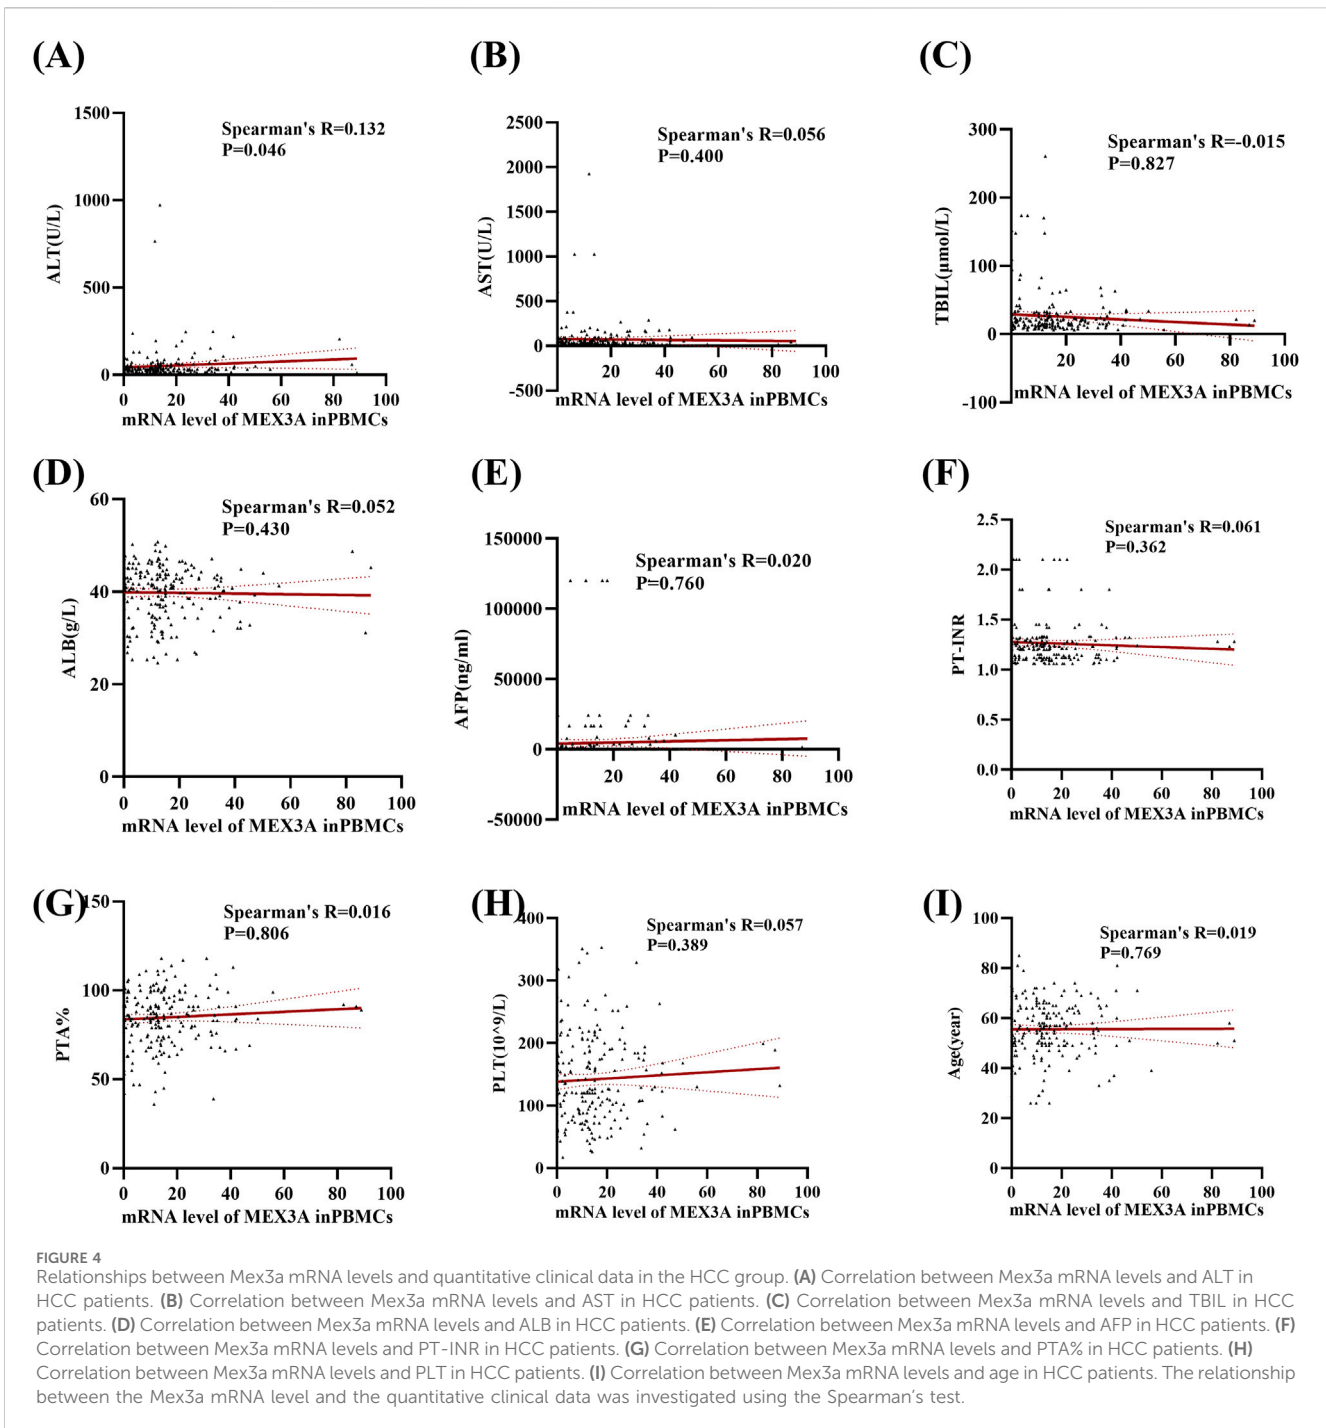 (A)
1500
1000
500
0
0 20 40 60 80 100
ALT(U/L)
Spearman's R=0.132
P=0.046
mRNA level of MEX3A inPBMCs
(B)
2500
2000
1500
1000
500
0
-500
20 40 60 80 100
AST(U/L)
Spearman's R=0.056
P=0.400
mRNA level of MEX3A inPBMCs
(C)
300
200
100
0
-100
20 40 60 80 100
TBIL(μmol/L)
Spearman's R=-0.015
P=0.827
mRNA level of MEX3A inPBMCs
(D)
60
40
20
0
0 20 40 60 80 100
ALB(g/L)
Spearman's R=0.052
P=0.430
mRNA level of MEX3A inPBMCs
(E)
150000
100000
50000
0
-50000
20 40 60 80 100
AFP(ng/ml)
Spearman's R=0.020
P=0.760
mRNA level of MEX3A inPBMCs
(F)
2.5
2.0
1.5
1.0
0.5
0.0
0 20 40 60 80 100
PT-INR
Spearman's R=0.061
P=0.362
mRNA level of MEX3A inPBMCs
(G)
150
100
50
0
0 20 40 60 80 100
PTA%
Spearman's R=0.016
P=0.806
mRNA level of MEX3A inPBMCs
(H)
400
300
200
100
0
0 20 40 60 80 100
PLT(10^9/L)
Spearman's R=0.057
P=0.389
mRNA level of MEX3A inPBMCs
(I)
100
80
60
40
20
0
0 20 40 60 80 100
Age(year)
Spearman's R=0.019
P=0.769
mRNA level of MEX3A inPBMCs
FIGURE 4
Relationships between Mex3a mRNA levels and quantitative clinical data in the HCC group. (A) Correlation between Mex3a mRNA levels and ALT in
HCC patients. (B) Correlation between Mex3a mRNA levels and AST in HCC patients. (C) Correlation between Mex3a mRNA levels and TBIL in HCC
patients. (D) Correlation between Mex3a mRNA levels and ALB in HCC patients. (E) Correlation between Mex3a mRNA levels and AFP in HCC patients. (F)
Correlation between Mex3a mRNA levels and PT-INR in HCC patients. (G) Correlation between Mex3a mRNA levels and PTA% in HCC patients. (H)
Correlation between Mex3a mRNA levels and PLT in HCC patients. (I) Correlation between Mex3a mRNA levels and age in HCC patients. The relationship
between the Mex3a mRNA level and the quantitative clinical data was investigated using the Spearman's test.